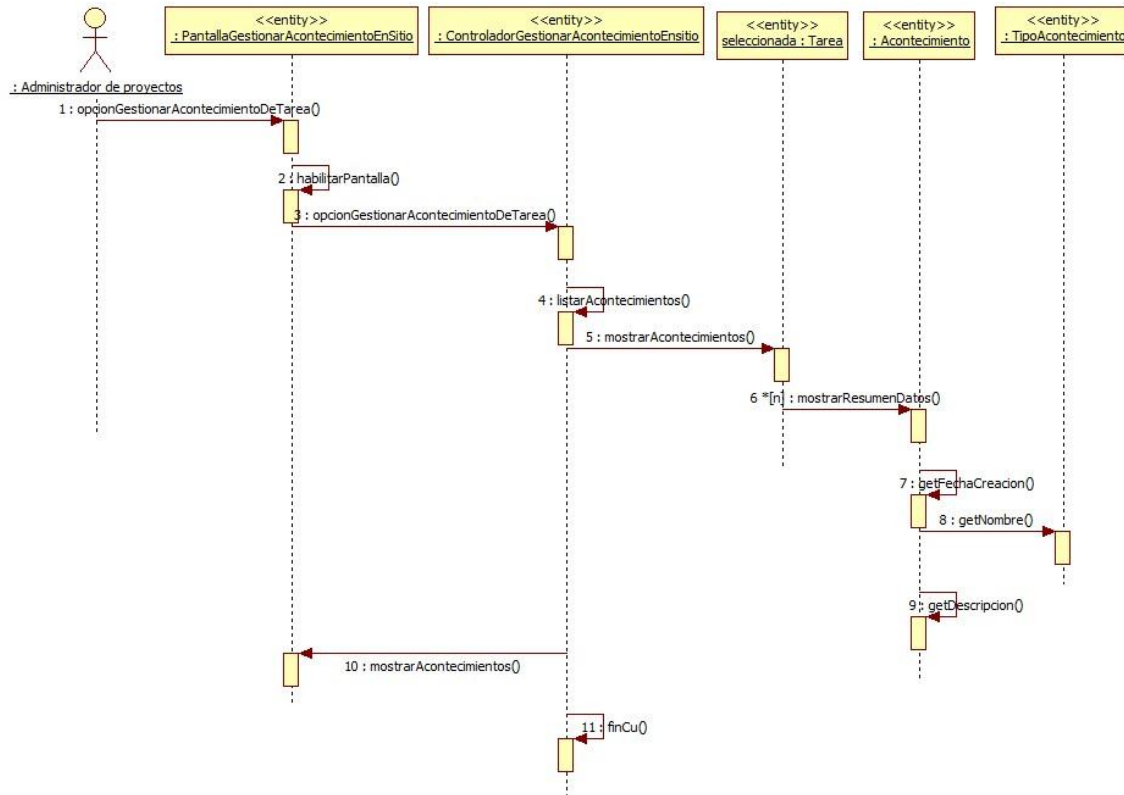 <<entity>>
: PantallaGestionarAcontecimientoEnSitio
<<entity>>
: ControladorGestionarAcontecimientoEnsitio
<<entity>>
seleccionada : Tarea
<<entity>>
: Acontecimiento
<<entity>>
: TipoAcontecimiento
: Administrador de proyectos
1 : opcionGestionarAcontecimientoDeTarea()
2 : habilitarPantalla()
3 : opcionGestionarAcontecimientoDeTarea()
4 : listarAcontecimientos()
5 : mostrarAcontecimientos()
6 *[n] : mostrarResumenDatos()
7 : getFechaCreacion()
8 : getNombre()
9 : getDescripcion()
10 : mostrarAcontecimientos()
11 : finCu()